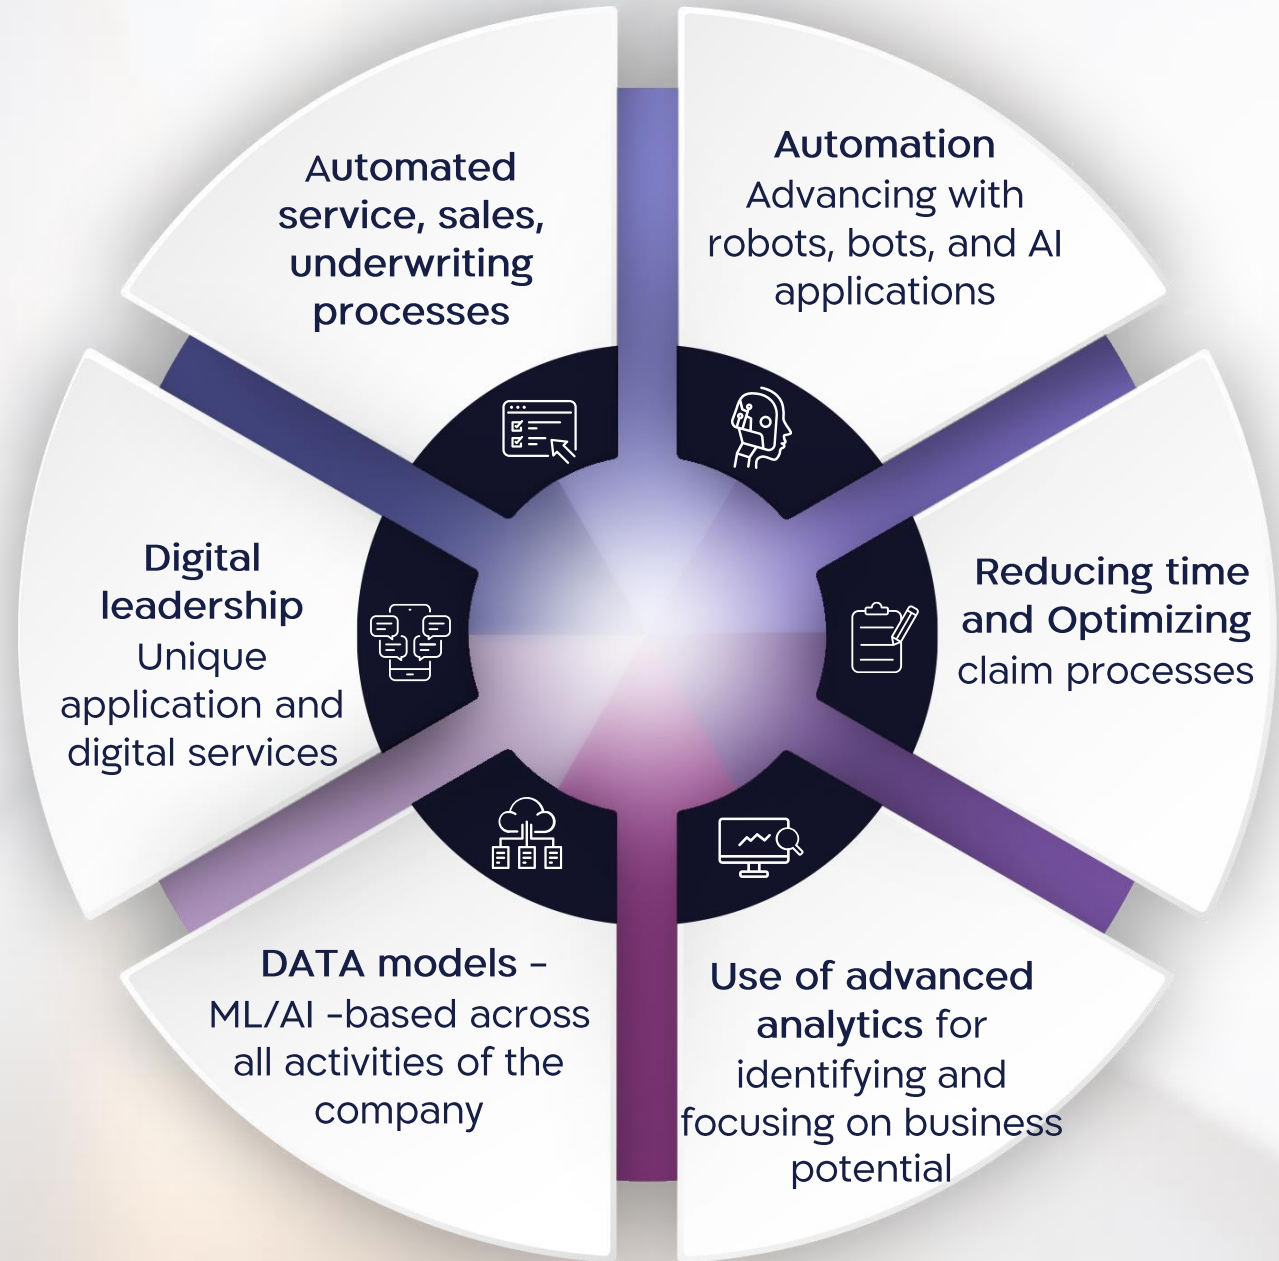 Automated
service, sales,
underwriting
processes
Automation
Advancing with
robots, bots, and AI
applications
Reducing time
and Optimizing
claim processes
Use of advanced
analytics for
identifying and
focusing on business
potential
DATA models -
ML/AI -based across
all activities of the
company
Digital
leadership
Unique
application and
digital services